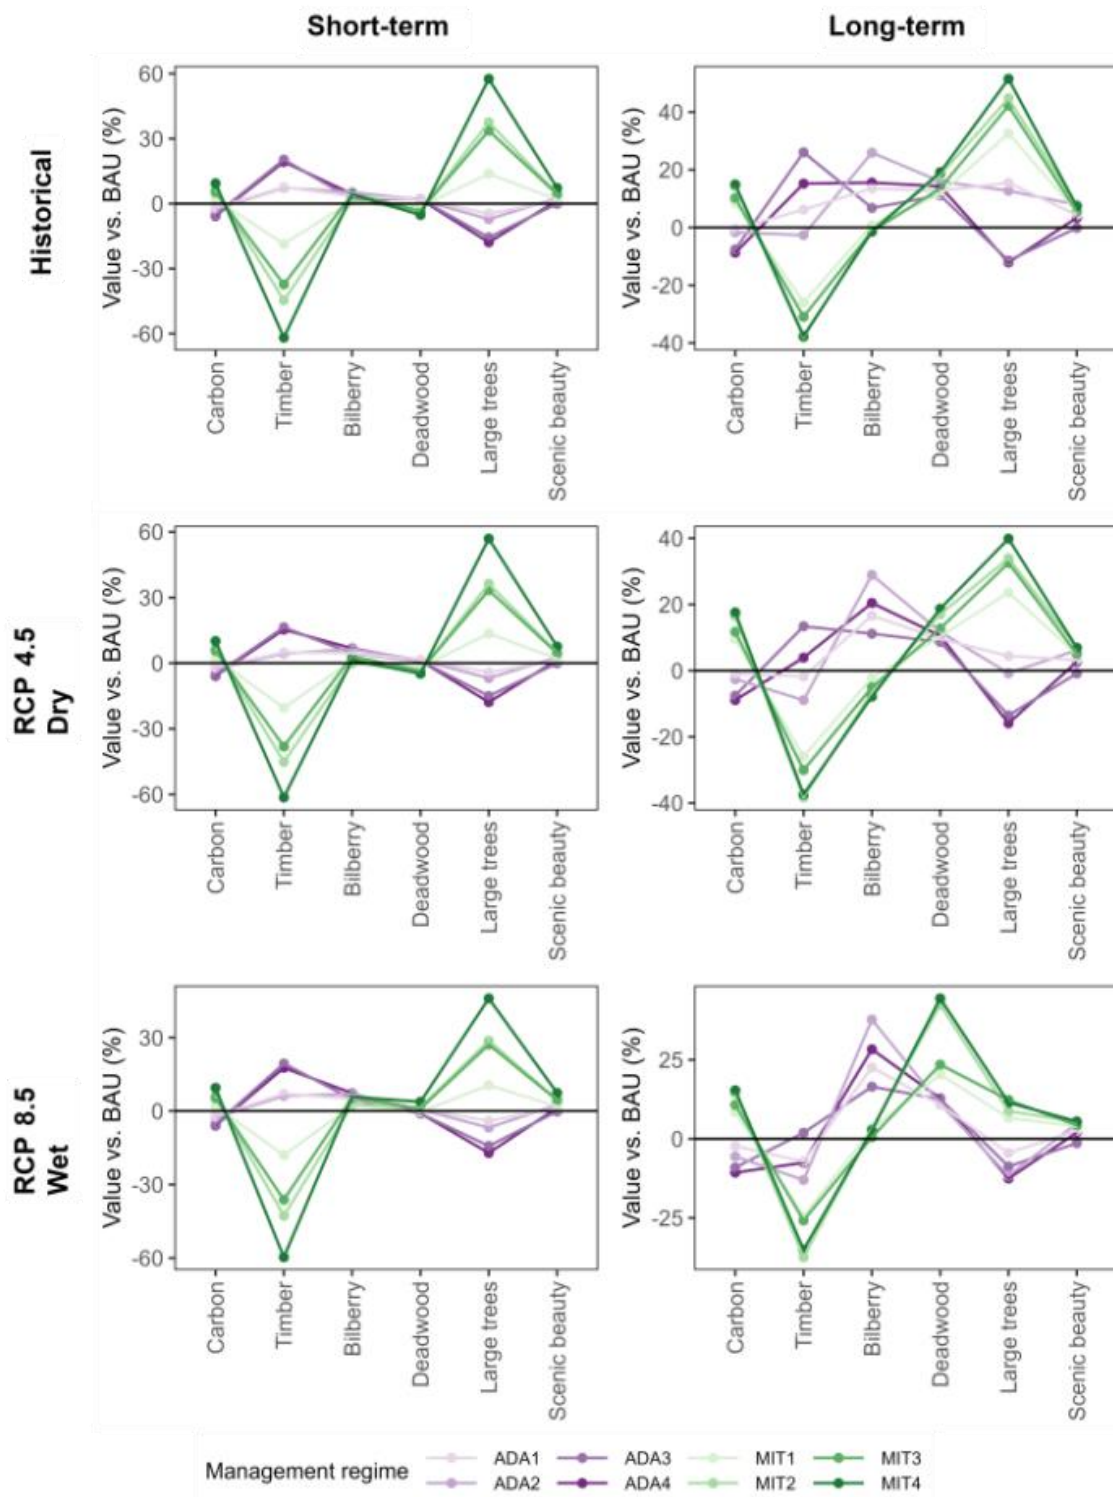 Short-term
Long-term
Historical
Value vs. BAU (%)
60
30
0
-30
-60
Carbon
Timber
Bilberry
Deadwood
Large trees
Scenic beauty
Value vs. BAU (%)
40
20
0
-20
-40
Carbon
Timber
Bilberry
Deadwood
Large trees
Scenic beauty
RCP 4.5
Dry
Value vs. BAU (%)
60
30
0
-30
-60
Carbon
Timber
Bilberry
Deadwood
Large trees
Scenic beauty
Value vs. BAU (%)
40
20
0
-20
-40
Carbon
Timber
Bilberry
Deadwood
Large trees
Scenic beauty
RCP 8.5
Wet
Value vs. BAU (%)
30
0
-30
-60
Carbon
Timber
Bilberry
Deadwood
Large trees
Scenic beauty
Value vs. BAU (%)
25
0
-25
Carbon
Timber
Bilberry
Deadwood
Large trees
Scenic beauty
Management regime
ADA1 ADA3 MIT1 MIT3
ADA2 ADA4 MIT2 MIT4